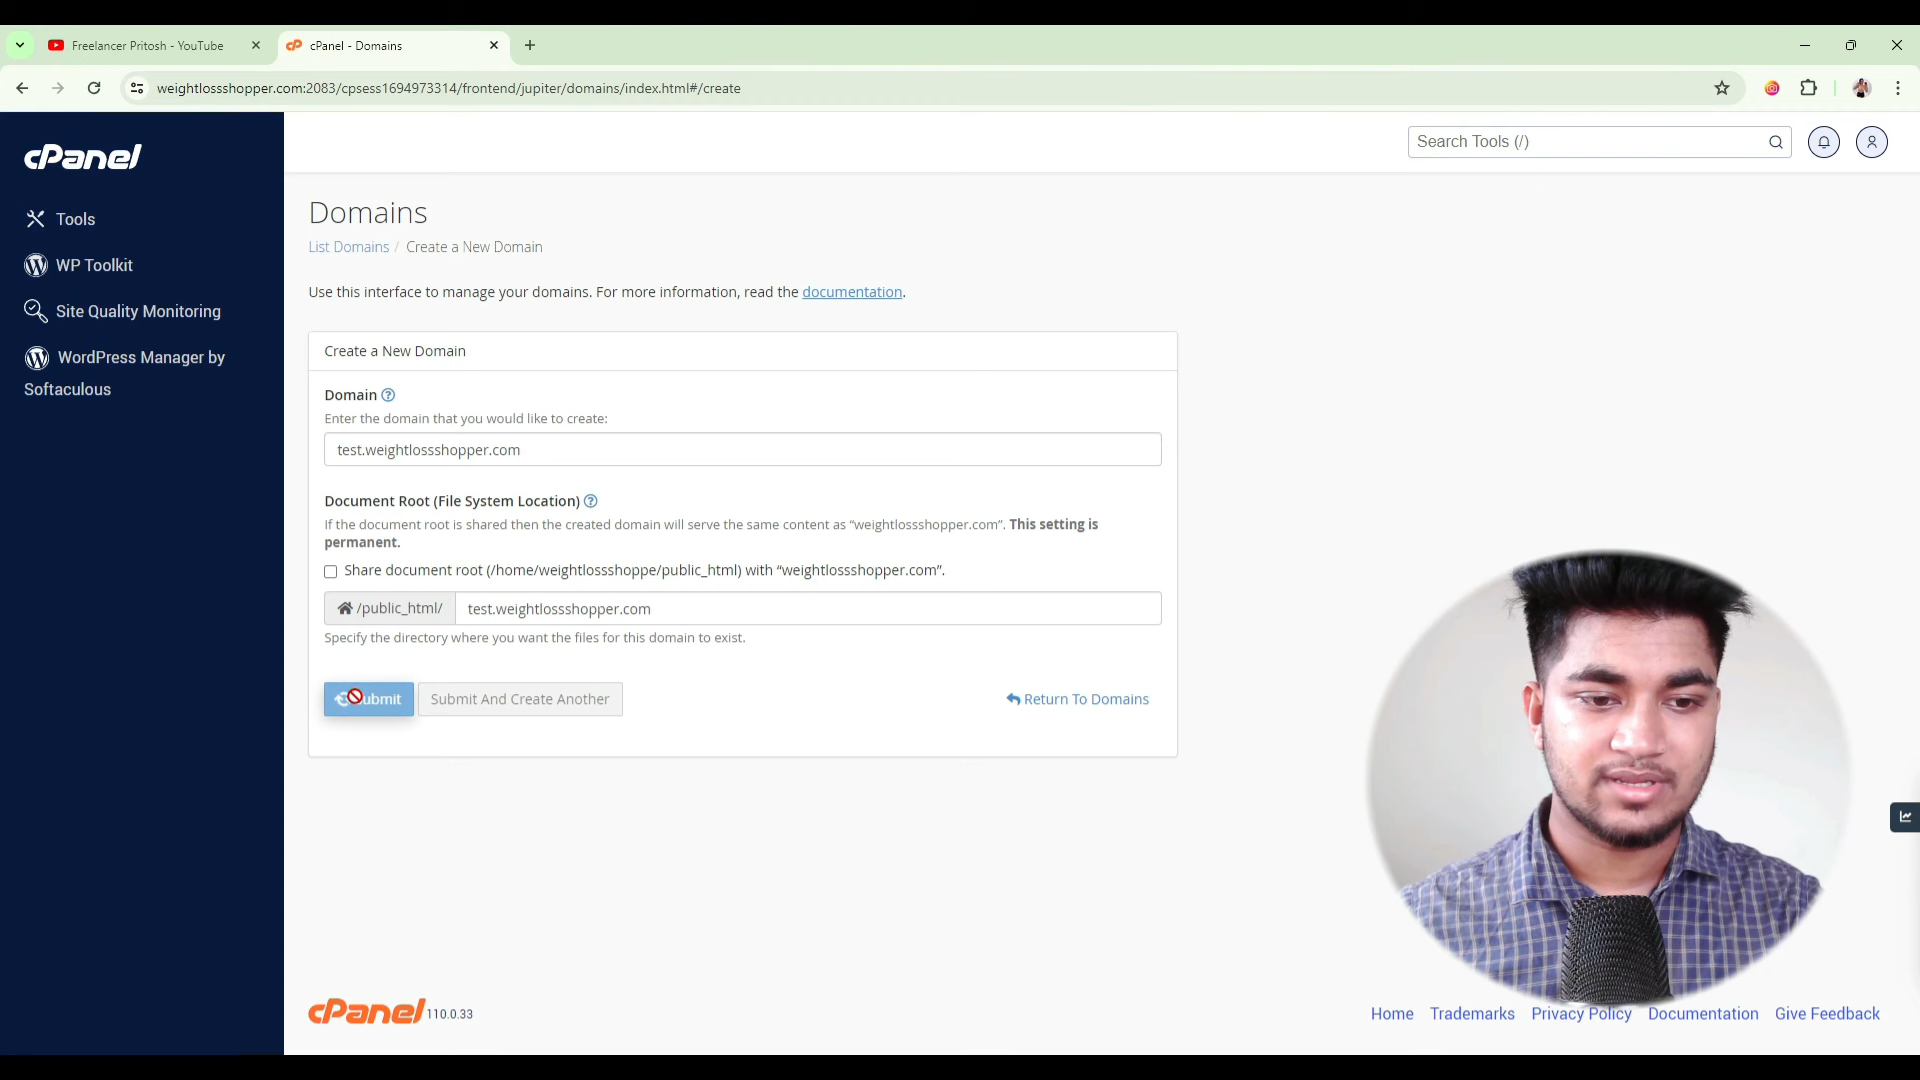 Freelancer Pritosh - YouTube
cPanel - Domains
weightlossshopper.com:2083/cpsess1694973314/frontend/jupiter/domains/index.html#/create
cPanel
Search Tools (/)
Tools
WP Toolkit
Site Quality Monitoring
WordPress Manager by
Softaculous
Domains
List Domains / Create a New Domain
Use this interface to manage your domains. For more information, read the documentation.
Create a New Domain
Domain
Enter the domain that you would like to create:
test.weightlossshopper.com
Document Root (File System Location)
If the document root is shared then the created domain will serve the same content as “weightlossshopper.com”. This setting is
permanent.
Share document root (/home/weightlossshoppe/public_html) with “weightlossshopper.com”.
/public_html/ test.weightlossshopper.com
Specify the directory where you want the files for this domain to exist.
Submit
Submit And Create Another
Return To Domains
cPanel 110.0.33
Home Trademarks Privacy Policy Documentation Give Feedback